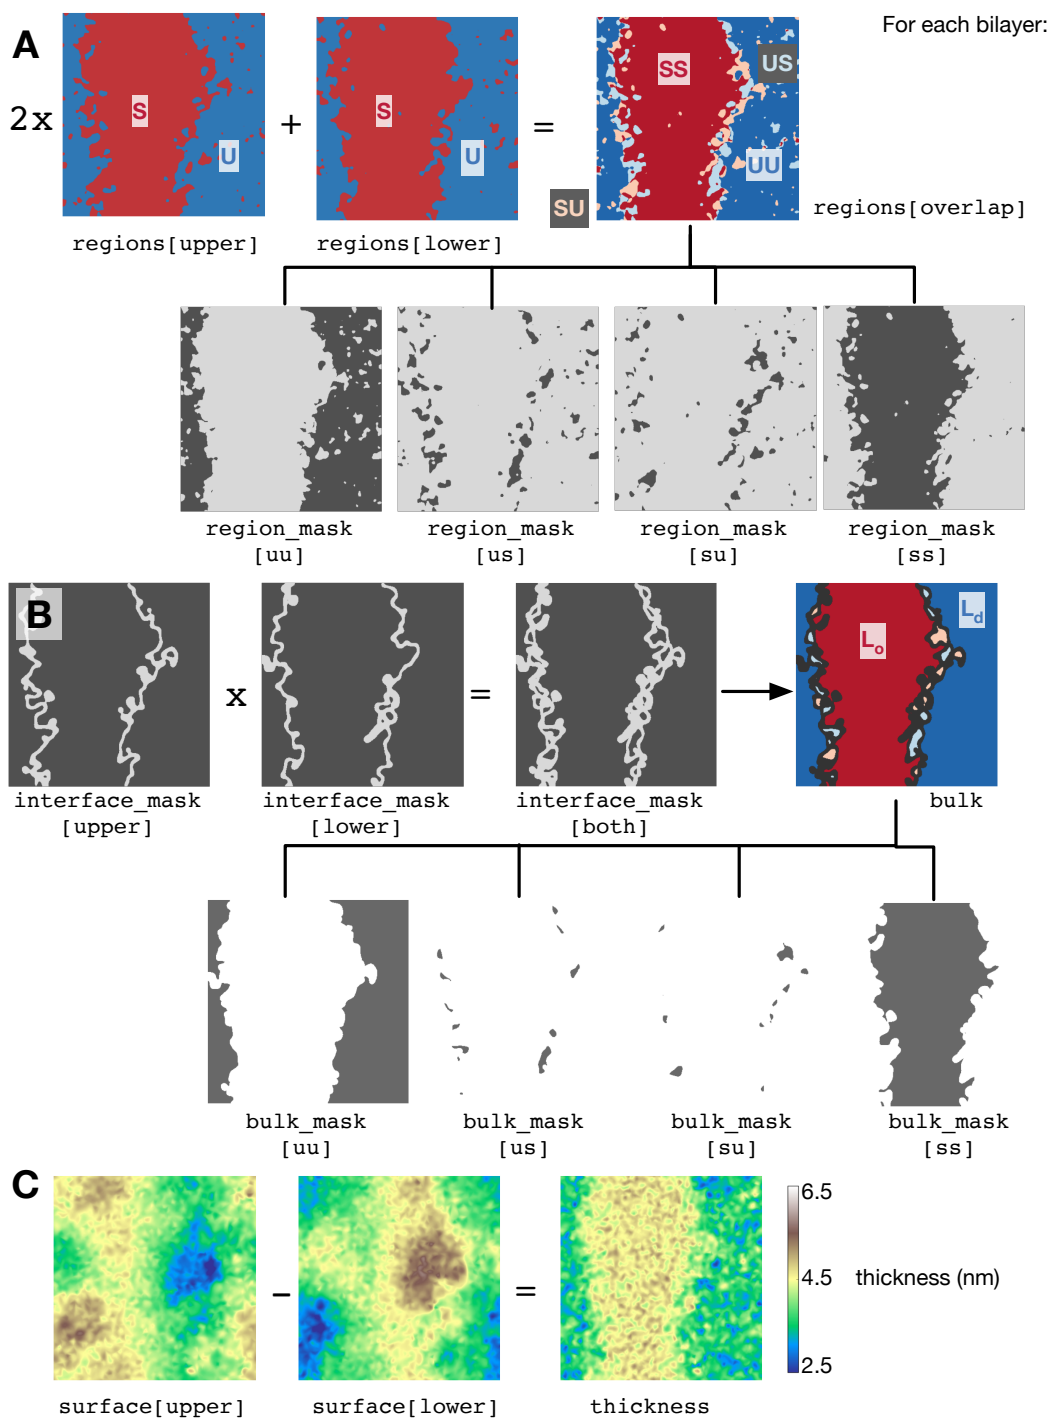 For each bilayer:
A
2x
S
U
+
S
U
=
SS
US
UU
SU
regions[upper]
regions[lower]
regions[overlap]
region_mask
[uu]
region_mask
[us]
region_mask
[su]
region_mask
[ss]
B
x
=
Lo
Ld
interface_mask
[upper]
interface_mask
[lower]
interface_mask
[both]
bulk
bulk_mask
[uu]
bulk_mask
[us]
bulk_mask
[su]
bulk_mask
[ss]
C
–
=
6.5
4.5
2.5
thickness (nm)
surface[upper]
surface[lower]
thickness